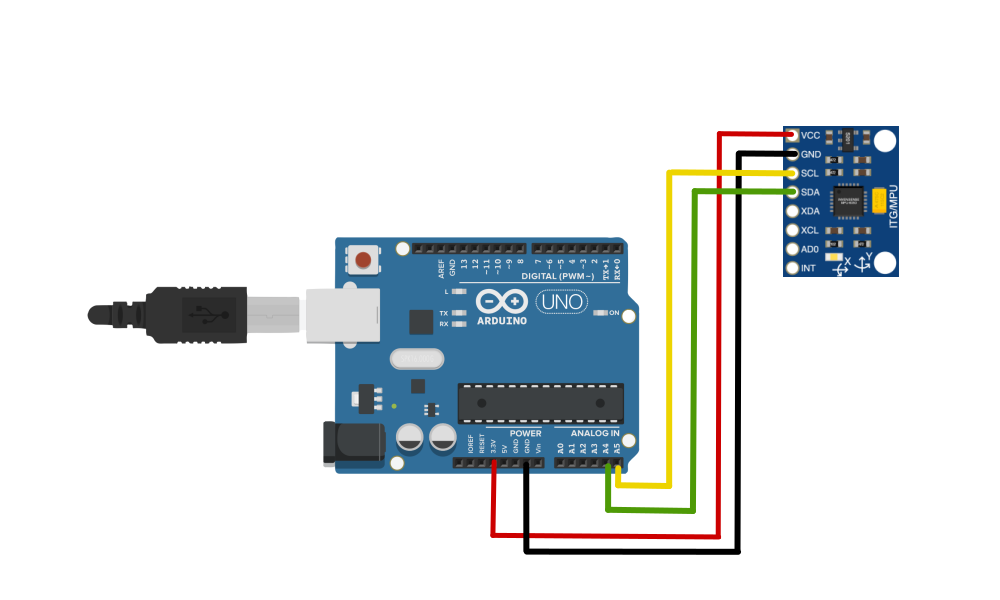 VCC
GND
SCL
SDA
XDA
XCL
AD0
INT
ITG/MPU
X
Y
AREF
GND
13
12
~11
~10
~9
8
7
~6
~5
4
~3
2
TX→1
RX←0
DIGITAL (PWM~)
L
TX
RX
ARDUINO
UNO
ON
POWER
ANALOG IN
IOREF
RESET
3.3V
5V
GND
GND
Vin
A0
A1
A2
A3
A4
A5